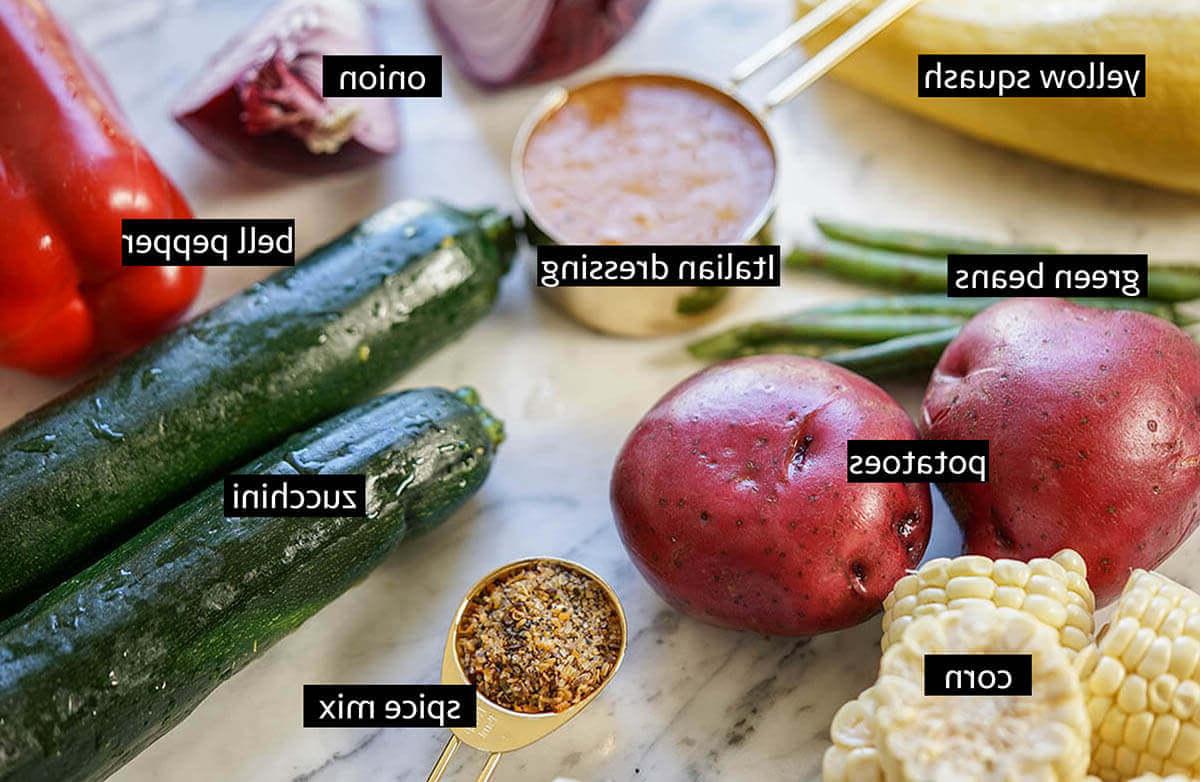 onion
yellow squash
bell pepper
Italian dressing
green beans
potatoes
zucchini
corn
spice mix